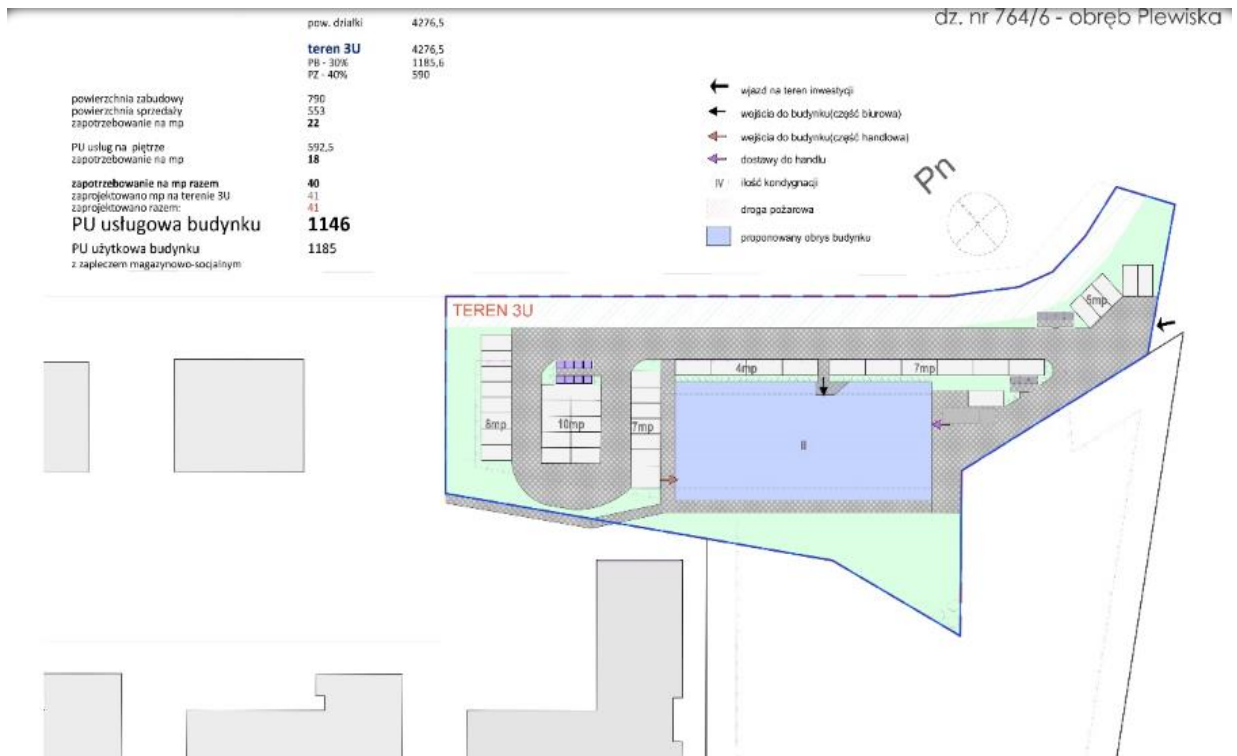 dz. nr 764/6 - obręb Plewiska
pow. działki 4276,5
teren 3U 4276,5
PB - 30% 1185,6
PZ - 40% 590
powierzchnia zabudowy 790
powierzchnia sprzedaży 553
zapotrzebowanie na mp 22
PU usług na piętrze 592,5
zapotrzebowanie na mp 18
zapotrzebowanie na mp razem 40
zaprojektowano mp na terenie 3U 41
zaprojektowano razem: 41
PU usługowa budynku 1146
PU użytkowa budynku 1185
z zapleczem magazynowo-socjalnym
wjazd na teren inwestycji
wejścia do budynku(część biurowa)
wejścia do budynku(część handlowa)
dostawy do handlu
IV ilość kondygnacji
droga pożarowa
proponowany obrys budynku
Pn
TEREN 3U
5mp
4mp
7mp
8mp
10mp
7mp
II